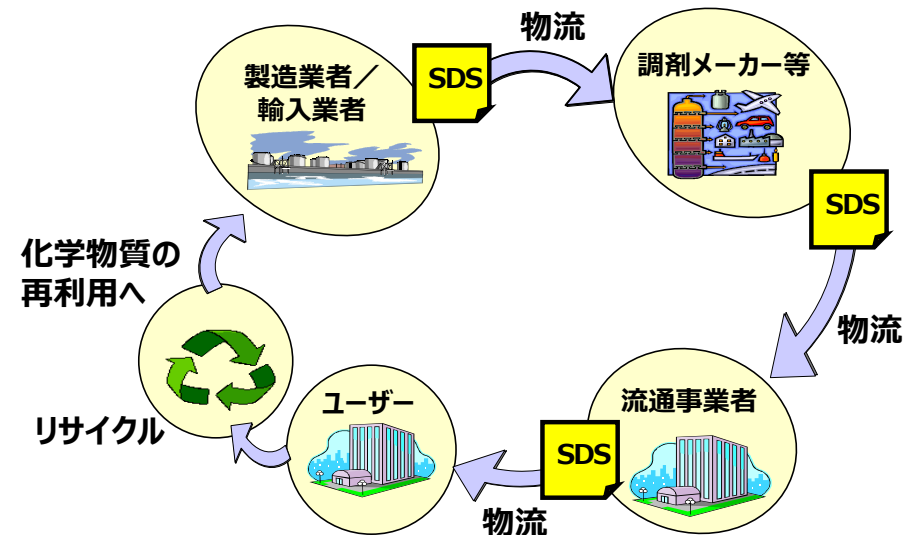 物流
製造業者／
輸入業者
SDS
調剤メーカー等
SDS
化学物質の
再利用へ
物流
リサイクル
ユーザー
流通事業者
SDS
物流